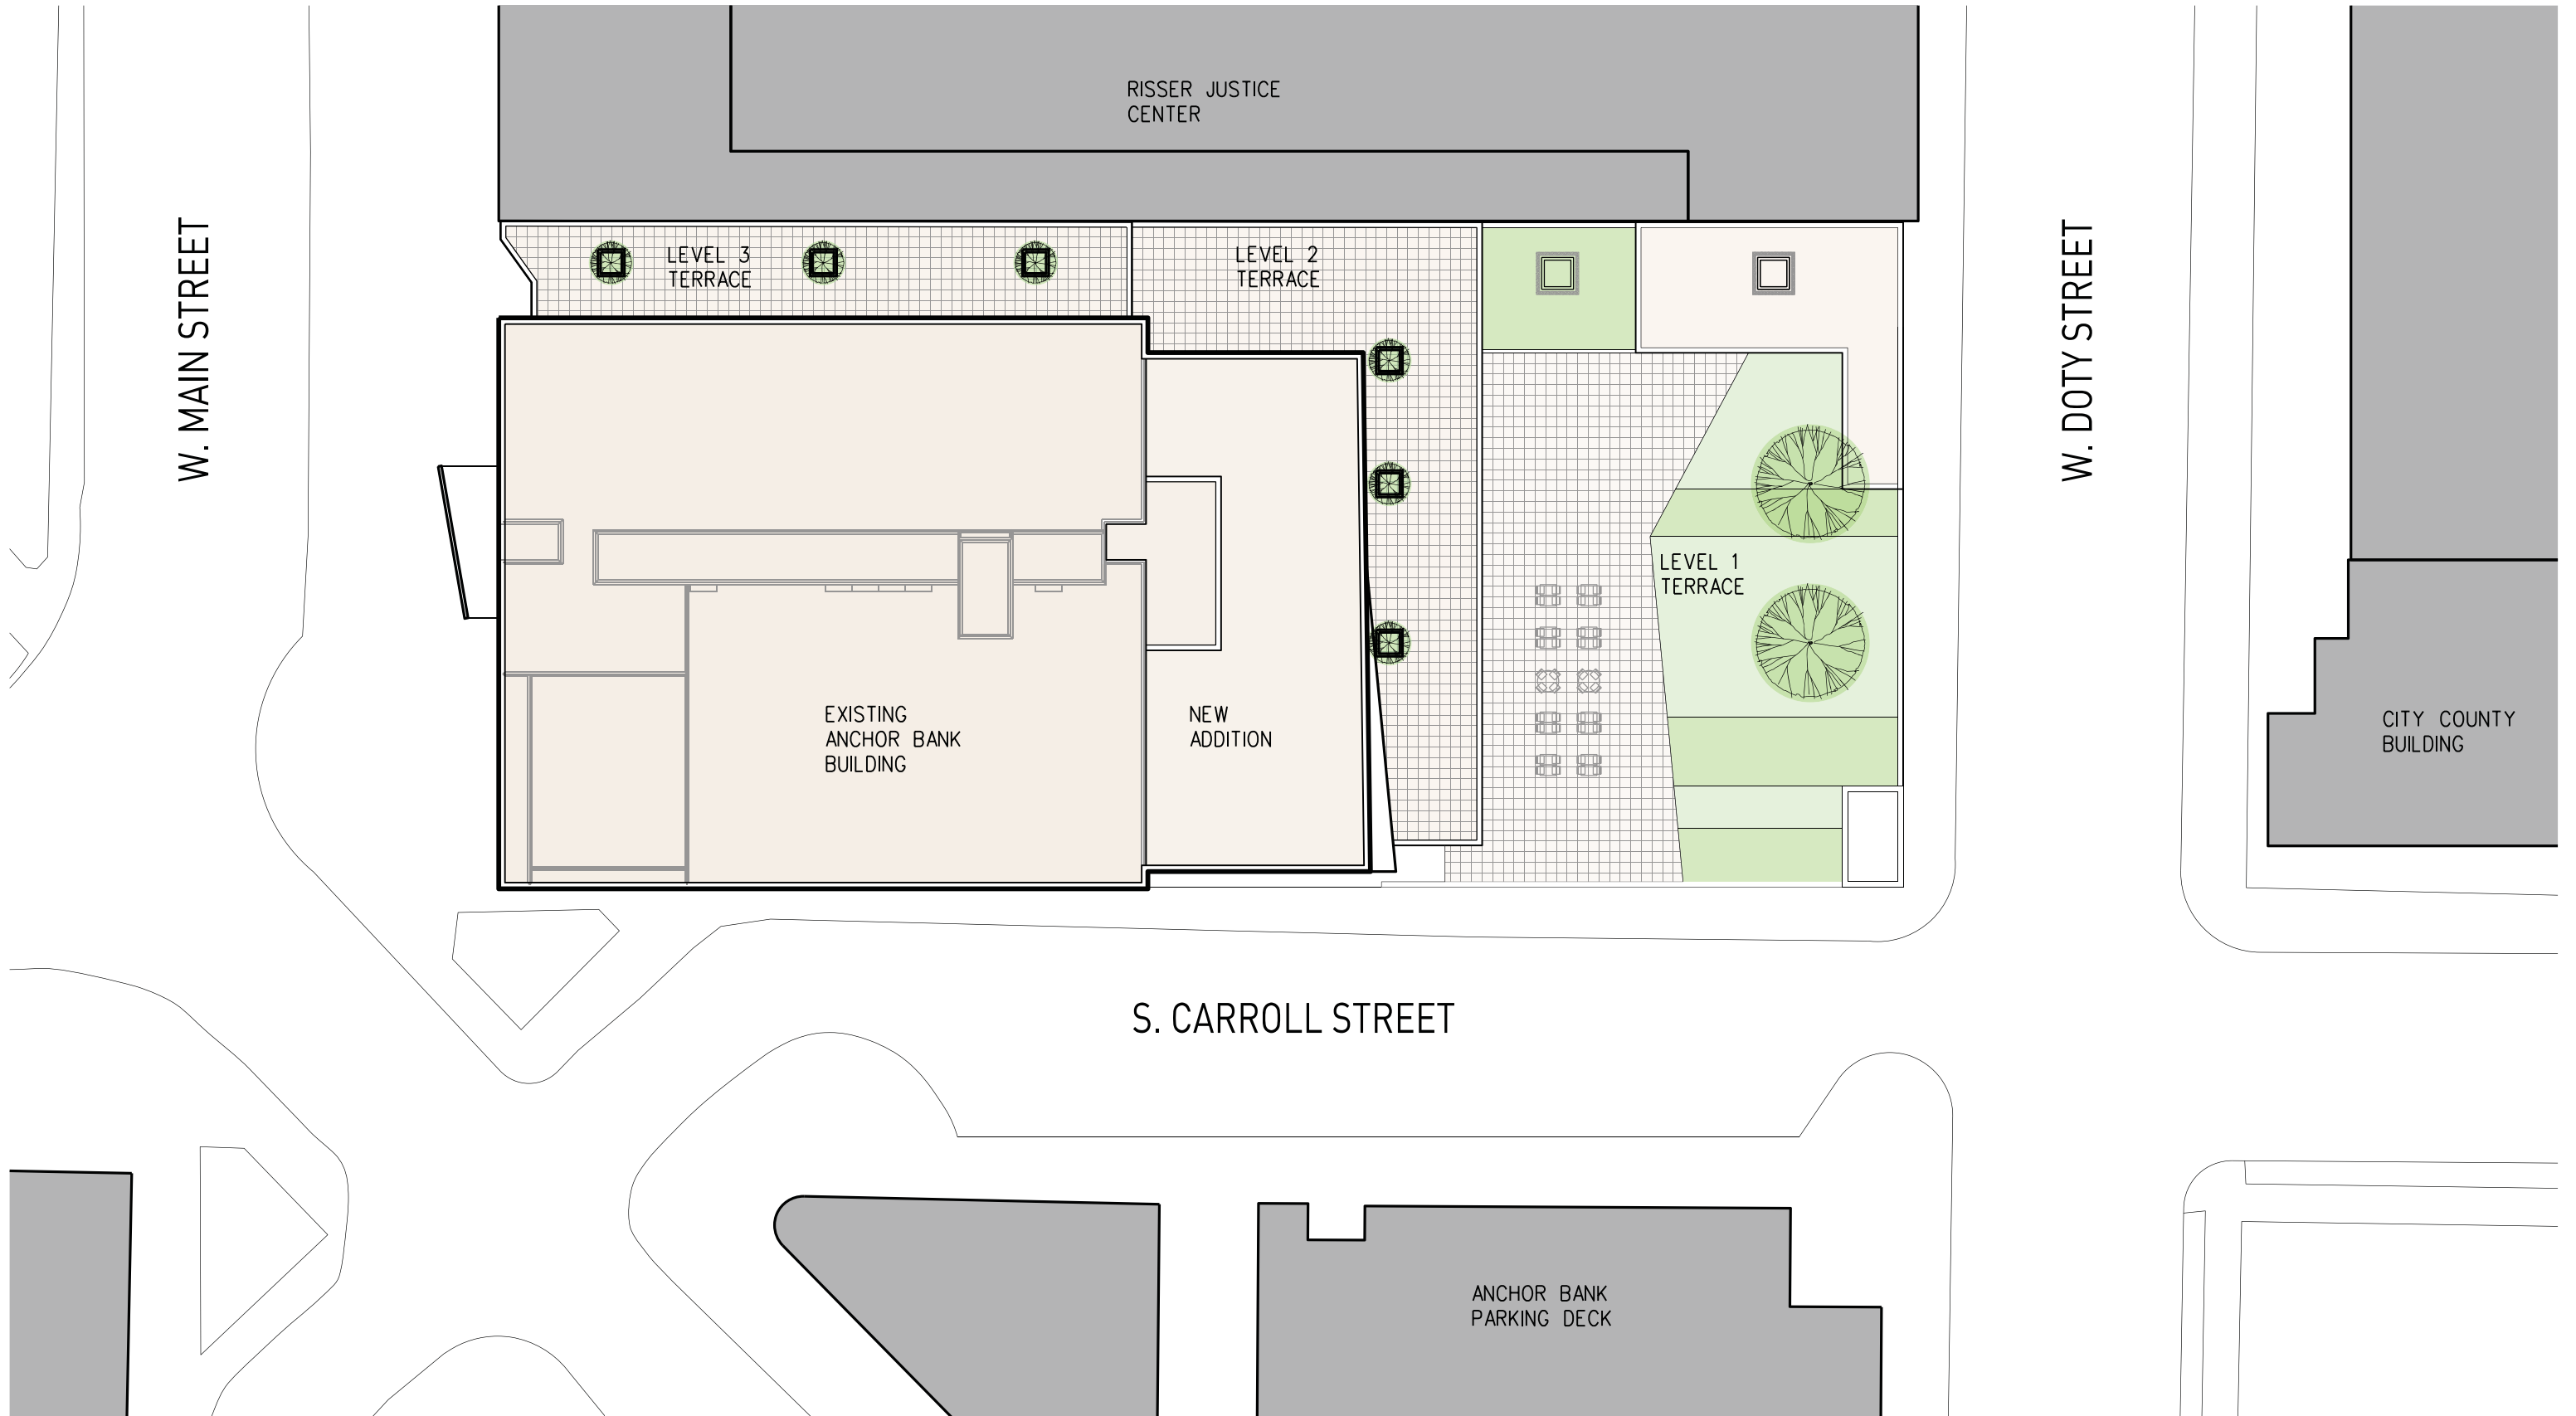 RISSER JUSTICE
CENTER
W. MAIN STREET
LEVEL 3
TERRACE
LEVEL 2
TERRACE
W. DOTY STREET
LEVEL 1
TERRACE
EXISTING
ANCHOR BANK
BUILDING
NEW
ADDITION
CITY COUNTY
BUILDING
S. CARROLL STREET
ANCHOR BANK
PARKING DECK